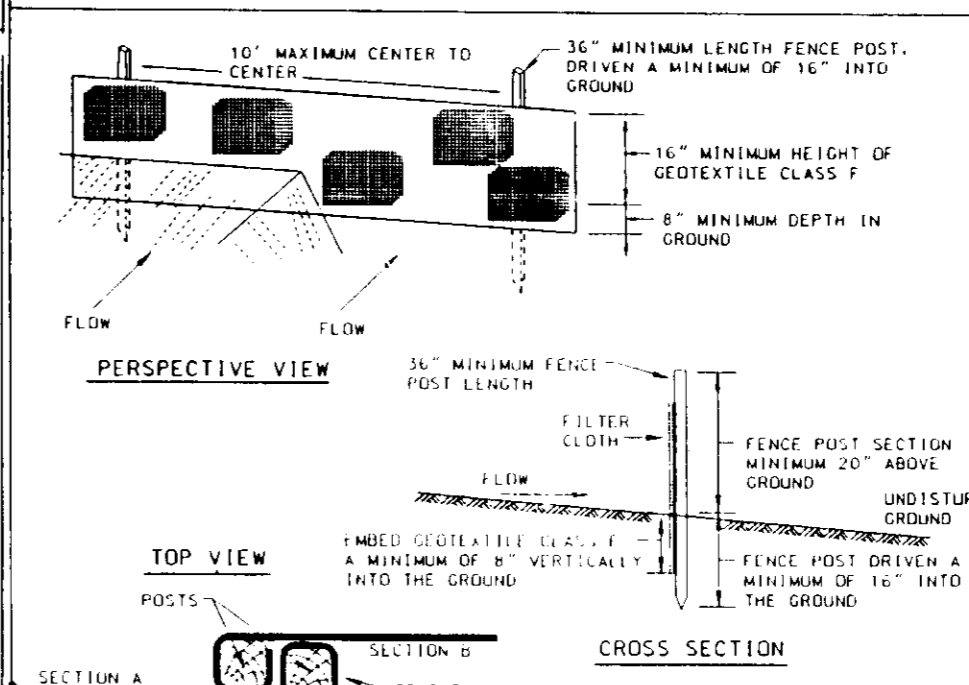 10' MAXIMUM CENTER TO
CENTER
36" MINIMUM LENGTH FENCE POST,
DRIVEN A MINIMUM OF 16" INTO
GROUND
16" MINIMUM HEIGHT OF
GEOTEXTILE CLASS F
8" MINIMUM DEPTH IN
GROUND
FLOW
FLOW
PERSPECTIVE VIEW
36" MINIMUM FENCE
POST LENGTH
FILTER
CLOTH
FLOW
FENCE POST SECTION
MINIMUM 20" ABOVE
GROUND
UNDISTUR
GROUND
EMBED GEOTEXTILE CLASS F
A MINIMUM OF 8" VERTICALLY
INTO THE GROUND
FENCE POST DRIVEN A
MINIMUM OF 16" INTO
THE GROUND
TOP VIEW
POSTS
SECTION B
CROSS SECTION
SECTION A